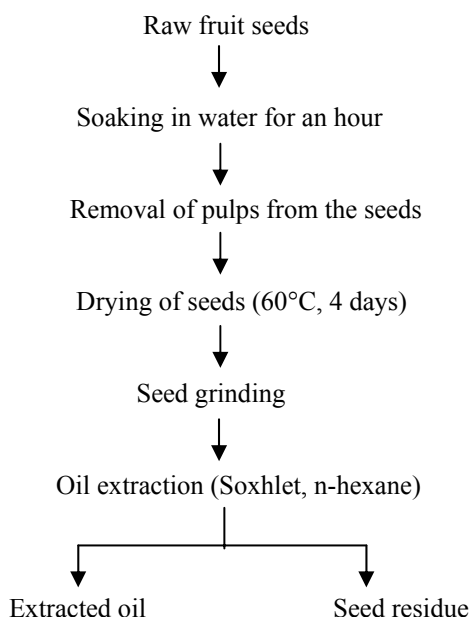 Raw fruit seeds
Soaking in water for an hour
Removal of pulps from the seeds
Drying of seeds (60°C, 4 days)
Seed grinding
Oil extraction (Soxhlet, n-hexane)
Extracted oil
Seed residue